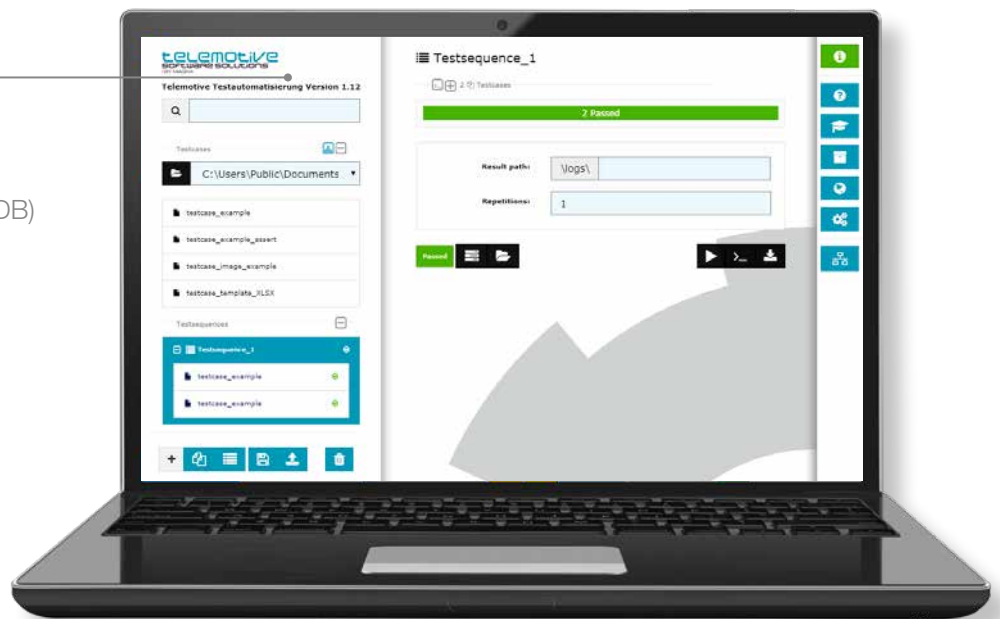 telemotive
SOFTWARE SOLUTIONS
Telemotive Testautomatisierung Version 1.12
Testcases
C:\Users\Public\Documents
testcase_example
testcase_example_assert
testcase_image_example
testcase_template_XLSX
Testsequences
Testsequence_1
testcase_example
testcase_example
DB)
Testsequence_1
2 Testcases
2 Passed
Result path:
\logs\
Repetitions:
1
Passed